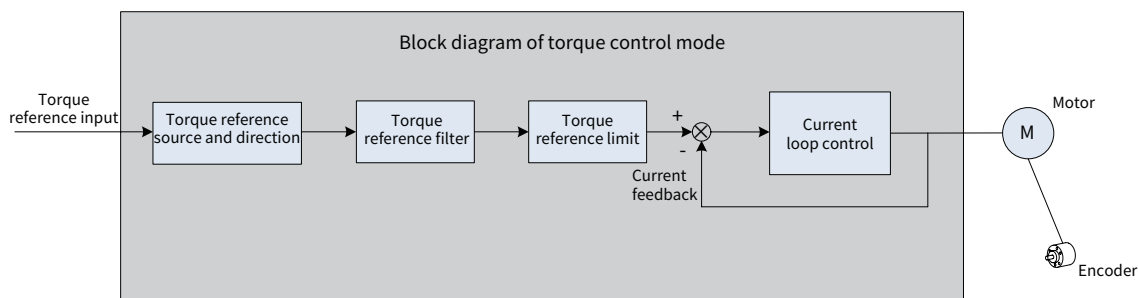 Block diagram of torque control mode
Torque
reference input
Torque reference
source and direction
Torque
reference filter
Torque
reference limit
+
-
Current
feedback
Current
loop control
Motor
M
Encoder